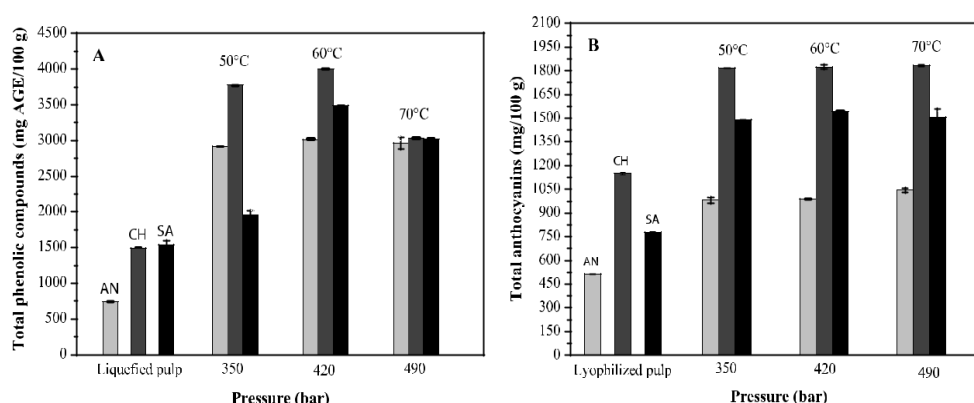 A
Total phenolic compounds (mg AGE/100 g)
4500
4000
3500
3000
2500
2000
1500
1000
500
0
50°C
60°C
70°C
AN
CH
SA
Liquefied pulp
350
420
490
Pressure (bar)
B
Total anthocyanins (mg/100 g)
2100
1950
1800
1650
1500
1350
1200
1050
900
750
600
450
300
150
0
50°C
60°C
70°C
AN
CH
SA
Lyophilized pulp
350
420
490
Pressure (bar)